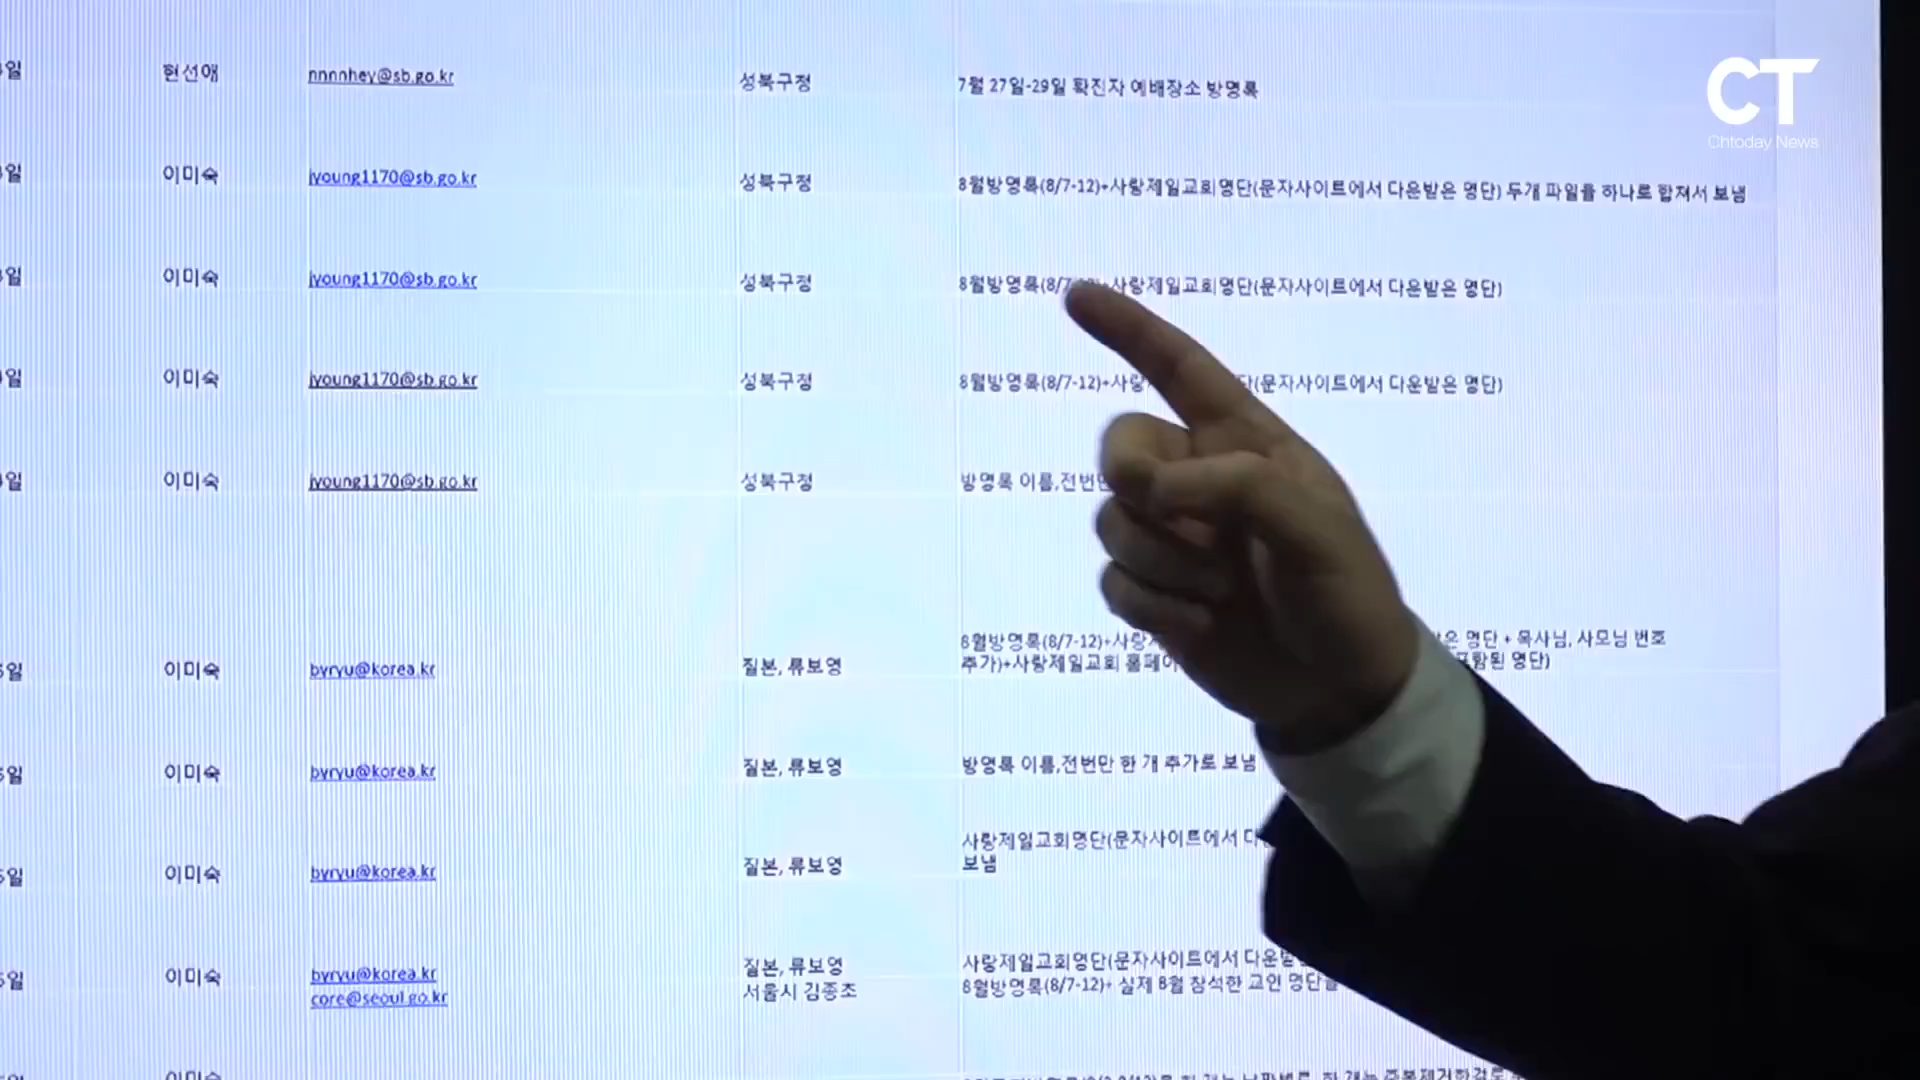 일 현선애 nnnnhey@sb.go.kr 성북구청 7월 27일-29일 확진자 예배장소 방명록
CT
Chtoday News
일 이미숙 jyoung1170@sb.go.kr 성북구청 8월방명록(8/7-12)+사랑제일교회명단(문자사이트에서 다운받은 명단) 두개 파일을 하나로 합쳐서 보냄
일 이미숙 jyoung1170@sb.go.kr 성북구청 8월방명록(8/7 사랑제일교회명단(문자사이트에서 다운받은 명단)
일 이미숙 jyoung1170@sb.go.kr 성북구청 8월방명록(8/7-12)+사랑 (문자사이트에서 다운받은 명단)
일 이미숙 jyoung1170@sb.go.kr 성북구청 방명록 이름,전번만
8월방명록(8/7-12)+사랑 명단 + 목사님, 사모님 번호
일 이미숙 byryu@korea.kr 질본, 류보영 추가)+사랑제일교회 홈페이 포함된 명단)
일 이미숙 byryu@korea.kr 질본, 류보영 방명록 이름,전번만 한 개 추가로 보냄
사랑제일교회명단(문자사이트에서 다
일 이미숙 byryu@korea.kr 질본, 류보영 보냄
일 이미숙 byryu@korea.kr 질본, 류보영 사랑제일교회명단(문자사이트에서 다운받
core@seoul.go.kr 서울시 김종초 8월방명록(8/7-12)+ 실제 8월 참석한 교인 명단을